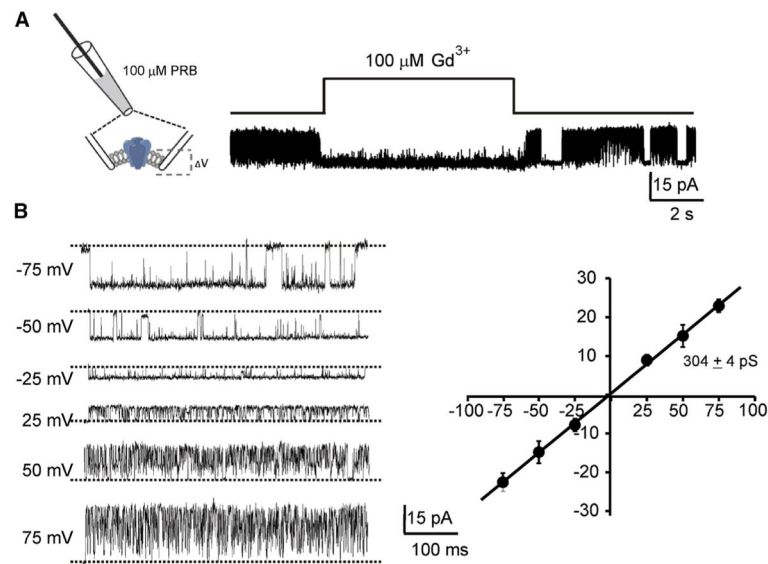 A
100 μM PRB
ΔV
100 μM Gd³⁺
15 pA
2 s
B
-75 mV
-50 mV
-25 mV
25 mV
50 mV
75 mV
15 pA
100 ms
30
20
10
304 ± 4 pS
-100 -75 -50 -25 25 50 75 100
-10
-20
-30